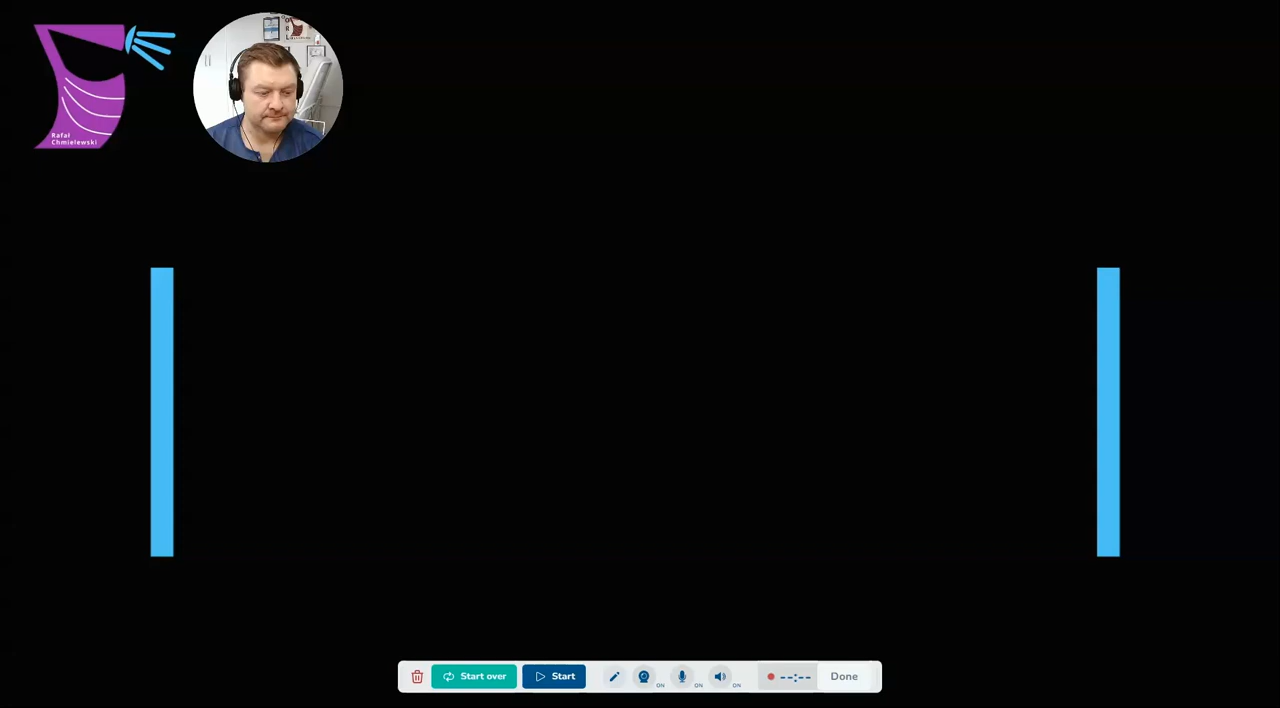 Rafał
Chmielewski
Start over
Start
ON
ON
ON
--:--
Done